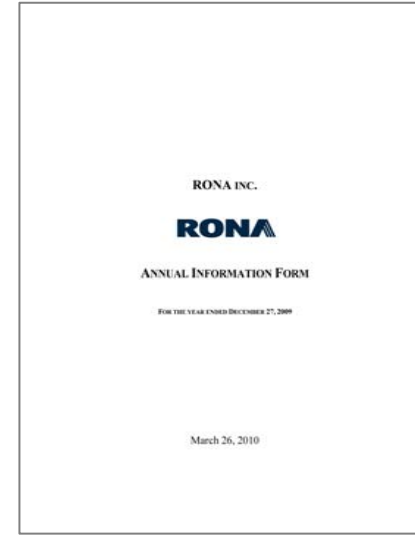 RONA INC.
RONA
ANNUAL INFORMATION FORM
FOR THE YEAR ENDED DECEMBER 27, 2009
March 26, 2010